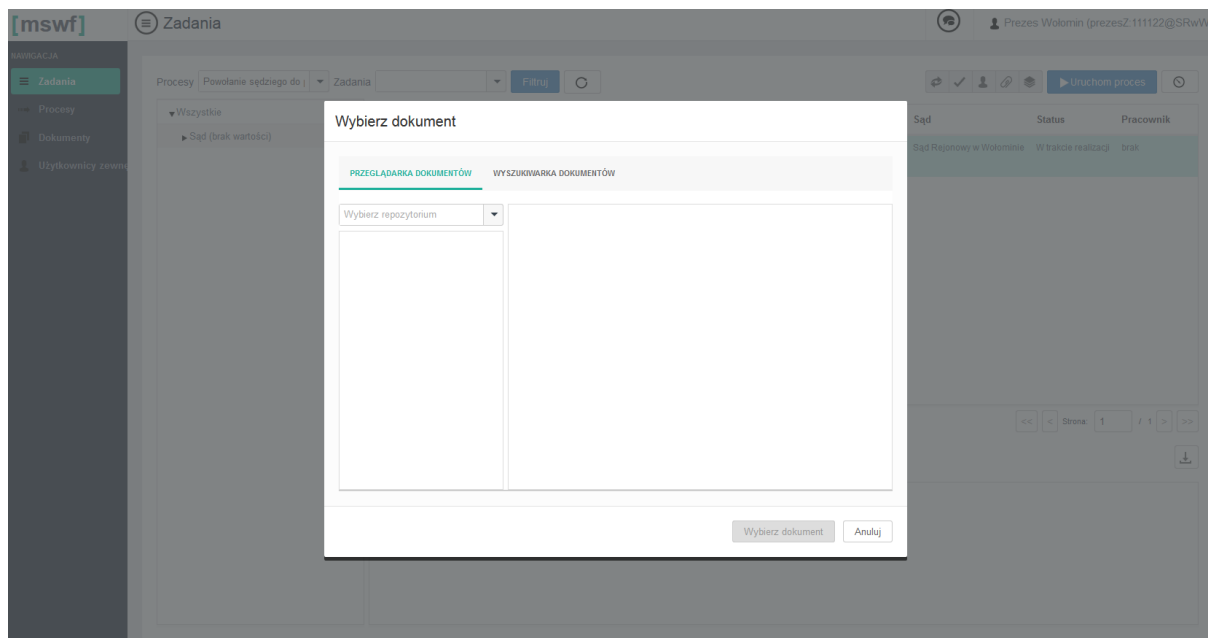 [mswf]
Zadania
Prezes Wołomin (prezesZ.111122@SRwW
NAWIGACJA
Zadania
Procesy
Dokumenty
Użytkownicy zewnę
Procesy Powołanie sędziego do Zadania Filtruj Uruchom proces
Wszystkie
Sąd (brak wartości)
Sąd Status Pracownik
Sąd Rejonowy w Wołominie W trakcie realizacji brak
Wybierz dokument
PRZEGLĄDARKA DOKUMENTÓW WYSZUKIWARKA DOKUMENTÓW
Wybierz repozytorium
<< < Strona: 1 / 1 > >>
Wybierz dokument Anuluj